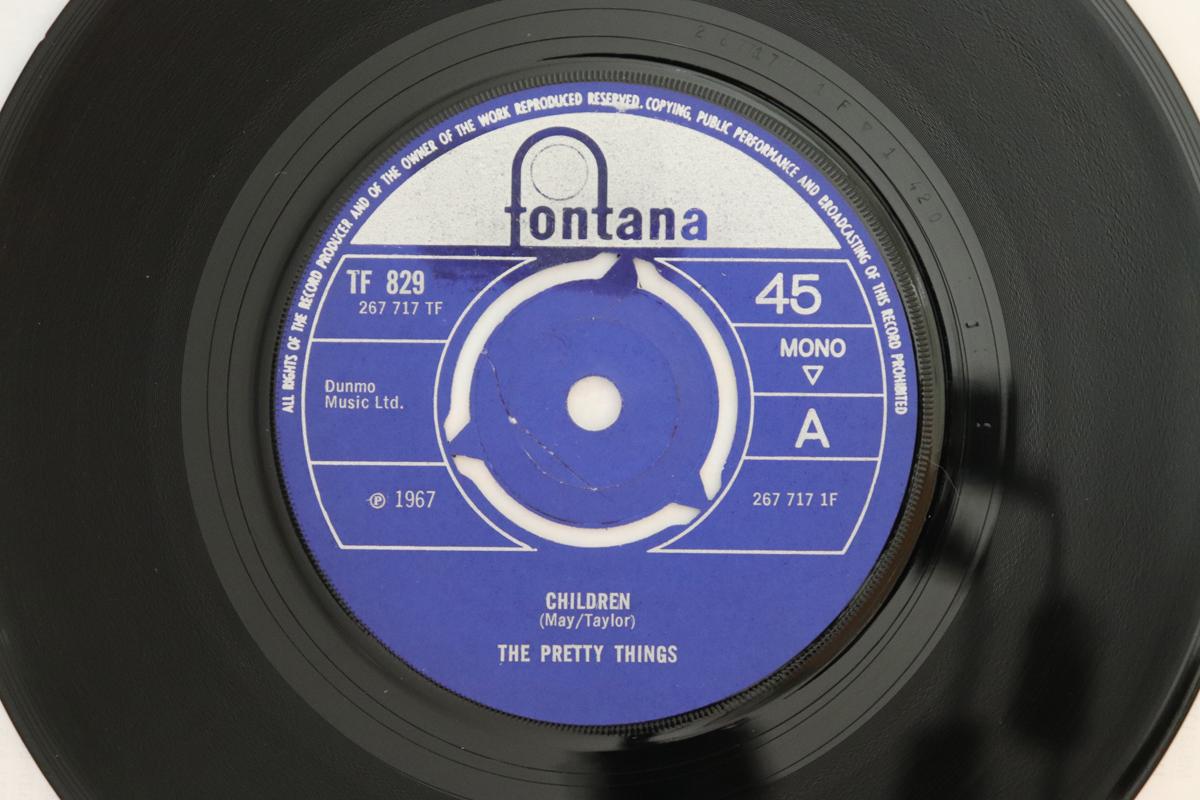 ALL RIGHTS OF THE RECORD PRODUCER AND OF THE OWNER OF THE WORK REPRODUCED RESERVED. COPYING, PUBLIC PERFORMANCE AND BROADCASTING OF THIS RECORD PROHIBITED
fontana
TF 829
267 717 TF
45
MONO
Dunmo
Music Ltd.
A
℗ 1967
267 717 1F
CHILDREN
(May/Taylor)
THE PRETTY THINGS